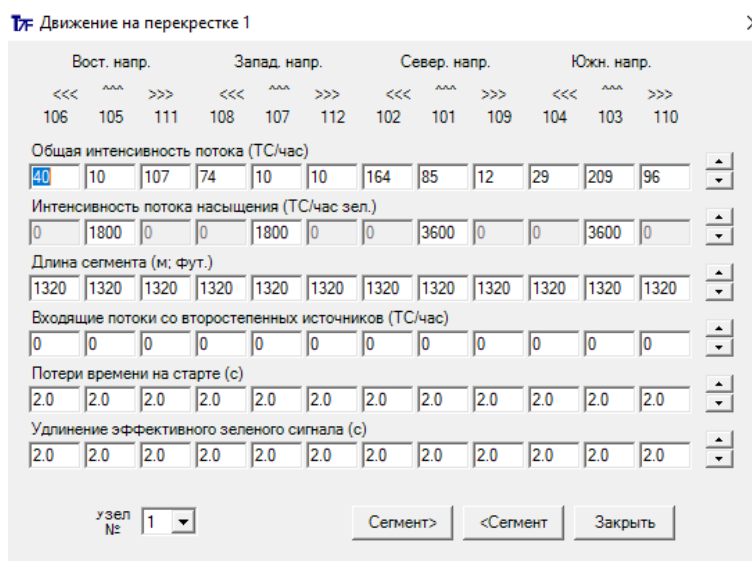 T7F Движение на перекрестке 1
Вост. напр. Запад. напр. Север. напр. Южн. напр.
<<< ^^^ >>> <<< ^^^ >>> <<< ^^^ >>> <<< ^^^ >>>
106 105 111 108 107 112 102 101 109 104 103 110
Общая интенсивность потока (ТС/час)
40 10 107 74 10 10 164 85 12 29 209 96
Интенсивность потока насыщения (ТС/час зел.)
0 1800 0 0 1800 0 0 3600 0 0 3600 0
Длина сегмента (м; фут.)
1320 1320 1320 1320 1320 1320 1320 1320 1320 1320 1320 1320
Входящие потоки со второстепенных источников (ТС/час)
0 0 0 0 0 0 0 0 0 0 0 0
Потери времени на старте (с)
2.0 2.0 2.0 2.0 2.0 2.0 2.0 2.0 2.0 2.0 2.0 2.0
Удлинение эффективного зеленого сигнала (с)
2.0 2.0 2.0 2.0 2.0 2.0 2.0 2.0 2.0 2.0 2.0 2.0
узел
№ 1 Сегмент> <Сегмент Закрыть